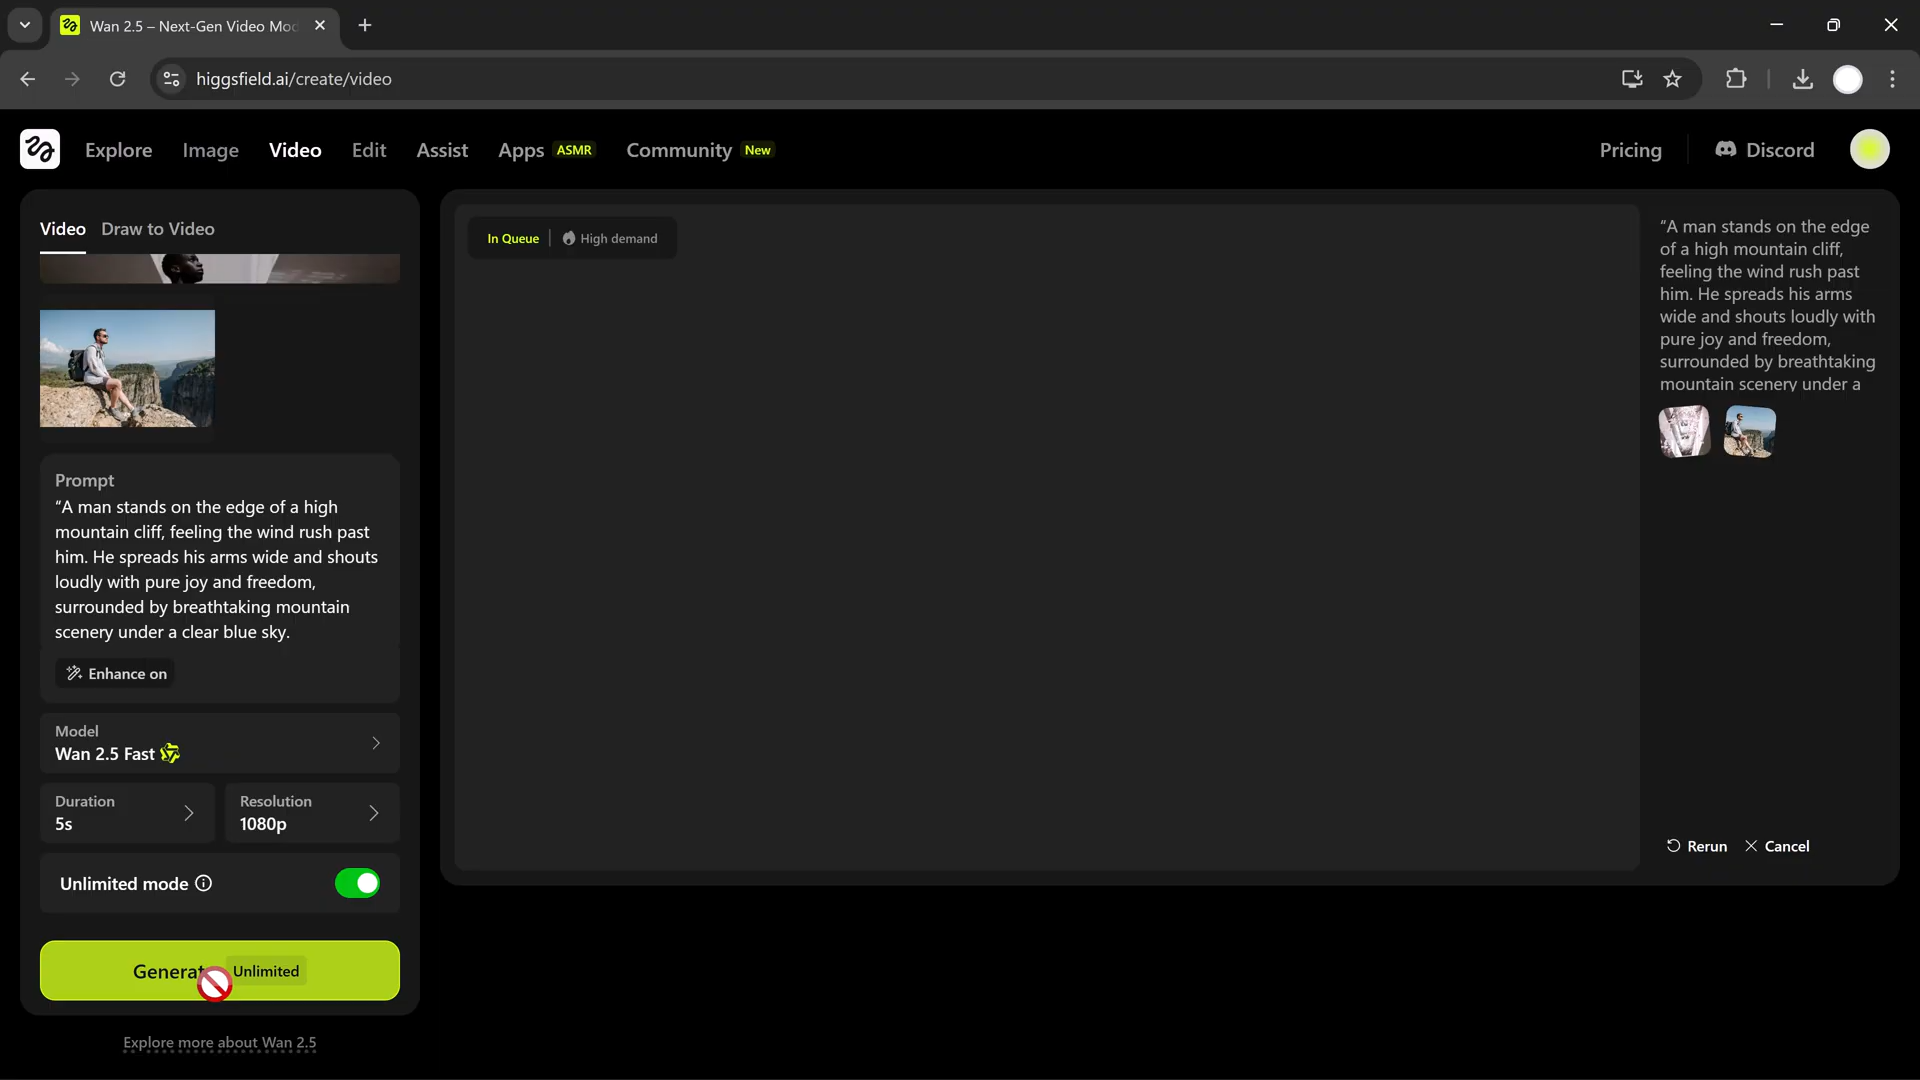 Wan 2.5 – Next-Gen Video Mod
higgsfield.ai/create/video
Explore
Image
Video
Edit
Assist
Apps ASMR
Community New
Pricing
Discord
Video
Draw to Video
Prompt
“A man stands on the edge of a high
mountain cliff, feeling the wind rush past
him. He spreads his arms wide and shouts
loudly with pure joy and freedom,
surrounded by breathtaking mountain
scenery under a clear blue sky.
Enhance on
Model
Wan 2.5 Fast
Duration
5s
Resolution
1080p
Unlimited mode
Generat Unlimited
Explore more about Wan 2.5
In Queue
High demand
“A man stands on the edge
of a high mountain cliff,
feeling the wind rush past
him. He spreads his arms
wide and shouts loudly with
pure joy and freedom,
surrounded by breathtaking
mountain scenery under a
Rerun
Cancel